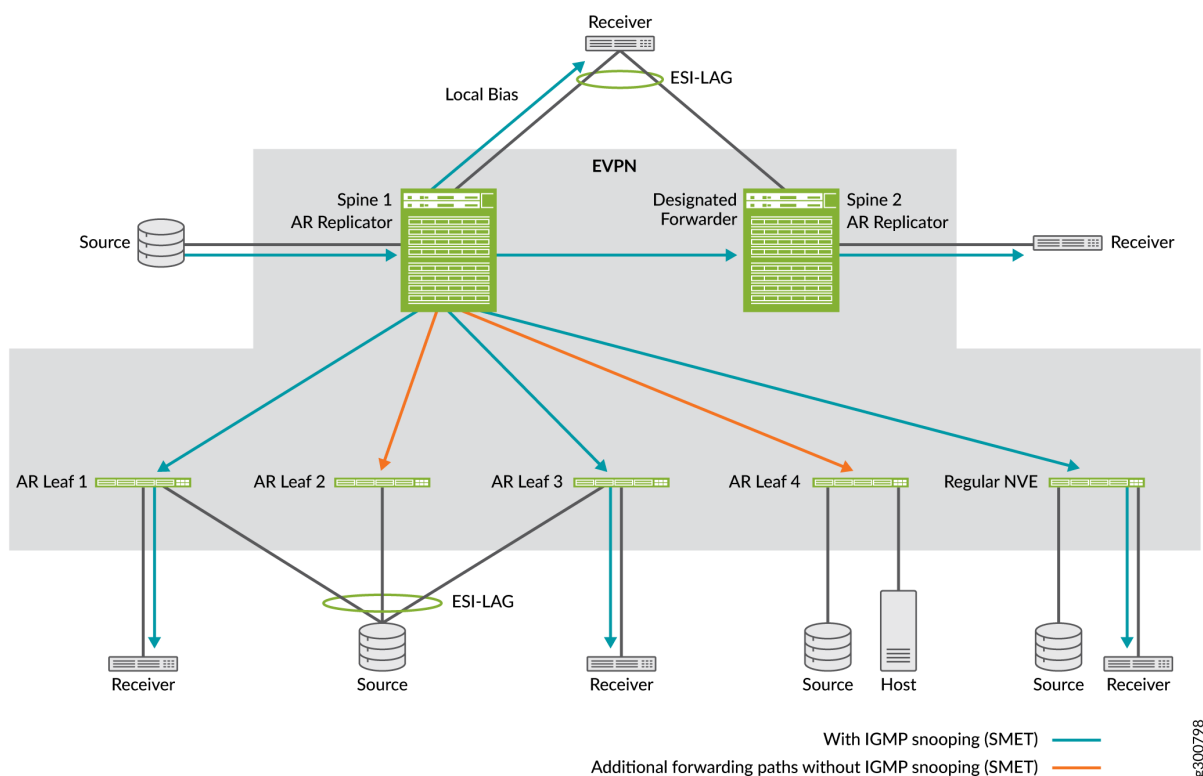 Receiver
ESI-LAG
Local Bias
EVPN
Spine 1
AR Replicator
Designated
Forwarder
Spine 2
AR Replicator
Source
Receiver
AR Leaf 1
AR Leaf 2
AR Leaf 3
AR Leaf 4
Regular NVE
ESI-LAG
Receiver
Source
Receiver
Source
Host
Source
Receiver
With IGMP snooping (SMET)
Additional forwarding paths without IGMP snooping (SMET)
g300798